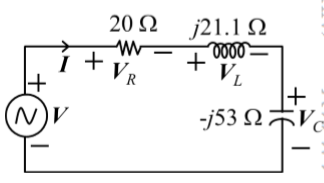 20 Ω j21.1 Ω
I + V_R − + V_L −
+ V −
-j53 Ω + V_C −